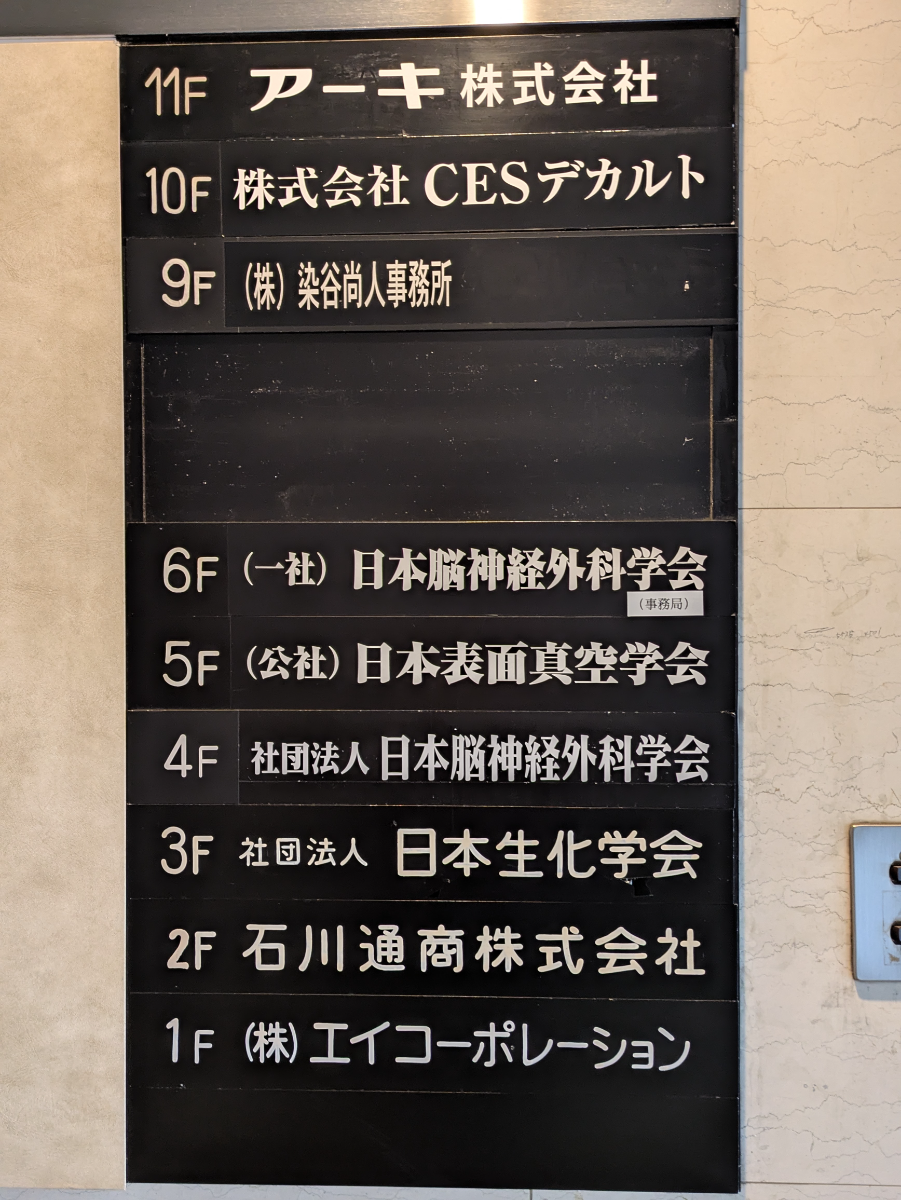 11F アーキ 株式会社
10F 株式会社 CESデカルト
9F (株) 染谷尚人事務所
6F (一社) 日本脳神経外科学会
(事務局)
5F (公社) 日本表面真空学会
4F 社団法人 日本脳神経外科学会
3F 社団法人 日本生化学会
2F 石川通商株式会社
1F (株) エイコーポレーション